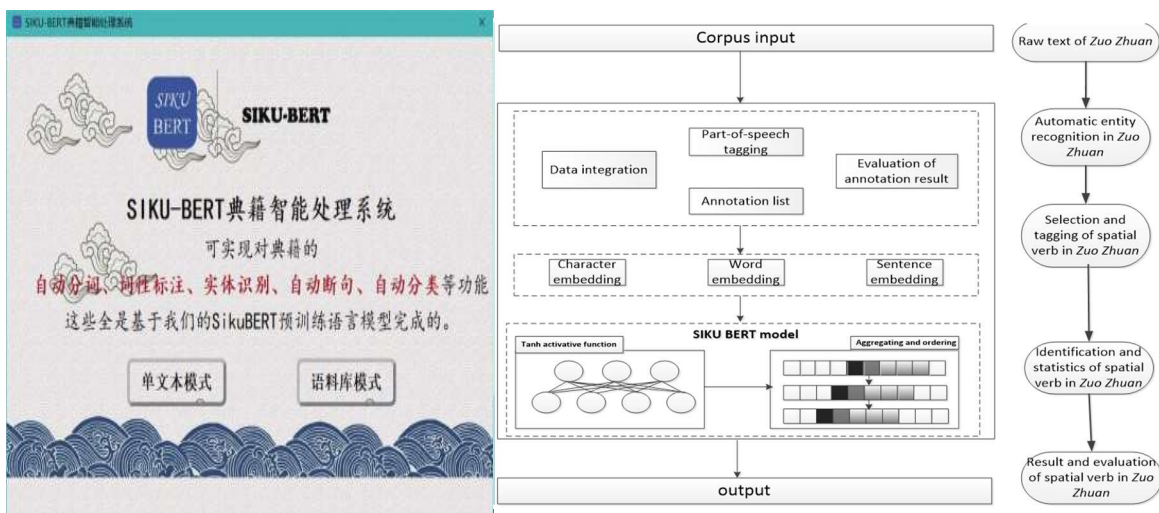 SIKU-BERT典籍智能处理系统
X
SIKU
BERT
SIKU-BERT
SIKU-BERT典籍智能处理系统
可实现对典籍的
自动分词、词性标注、实体识别、自动断句、自动分类等功能
这些全是基于我们的SikuBERT预训练语言模型完成的。
单文本模式
语料库模式
Corpus input
Part-of-speech
tagging
Data integration
Evaluation of
annotation result
Annotation list
Character
embedding
Word
embedding
Sentence
embedding
SIKU BERT model
Tanh activative function
Aggregating and ordering
output
Raw text of Zuo Zhuan
Automatic entity
recognition in Zuo
Zhuan
Selection and
tagging of spatial
verb in Zuo Zhuan
Identification and
statistics of spatial
verb in Zuo Zhuan
Result and evaluation
of spatial verb in Zuo
Zhuan